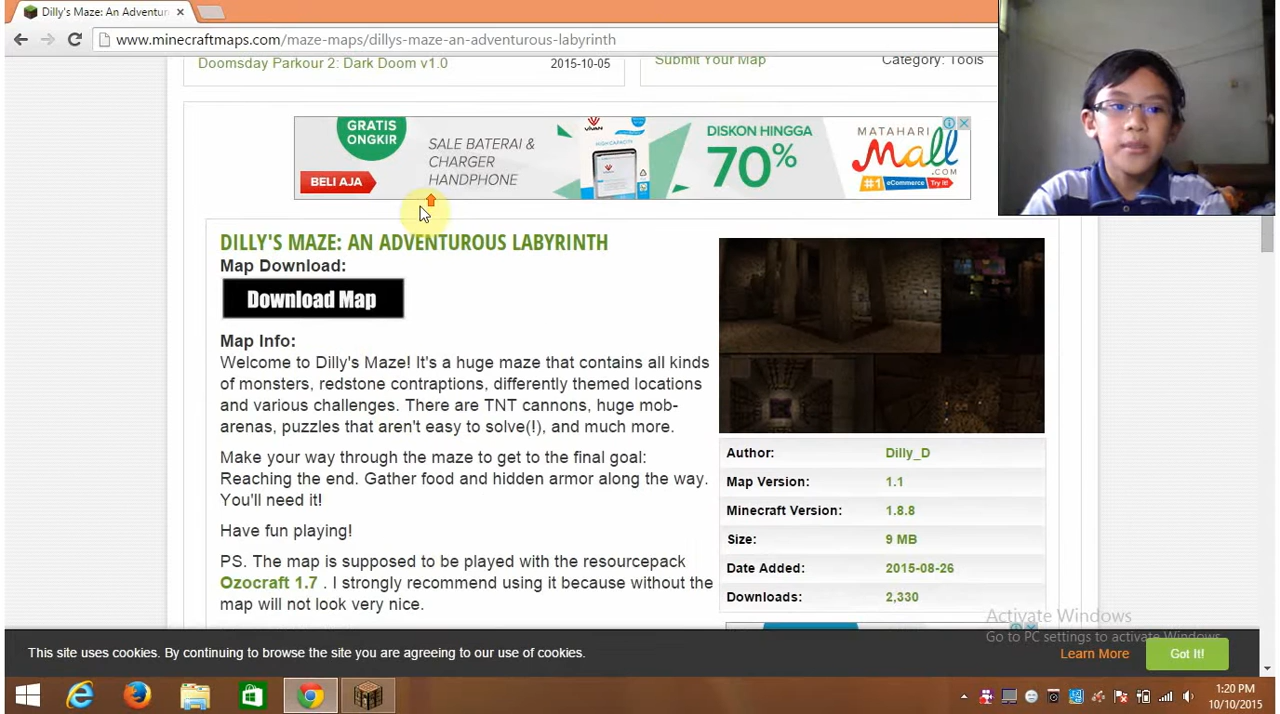 Dilly's Maze: An Adventur
www.minecraftmaps.com/maze-maps/dillys-maze-an-adventurous-labyrinth
Doomsday Parkour 2: Dark Doom v1.0
2015-10-05
Submit Your Map
Category: Tools
GRATIS
ONGKIR
BELI AJA
SALE BATERAI &
CHARGER
HANDPHONE
VIVAN
DISKON HINGGA
70%
MATAHARI
Mall
.COM
#1 eCommerce Try it!
DILLY'S MAZE: AN ADVENTUROUS LABYRINTH
Map Download:
Download Map
Map Info:
Welcome to Dilly's Maze! It's a huge maze that contains all kinds
of monsters, redstone contraptions, differently themed locations
and various challenges. There are TNT cannons, huge mob-
arenas, puzzles that aren't easy to solve(!), and much more.
Make your way through the maze to get to the final goal:
Reaching the end. Gather food and hidden armor along the way.
You'll need it!
Have fun playing!
PS. The map is supposed to be played with the resourcepack
Ozocraft 1.7 . I strongly recommend using it because without the
map will not look very nice.
Author: Dilly_D
Map Version: 1.1
Minecraft Version: 1.8.8
Size: 9 MB
Date Added: 2015-08-26
Downloads: 2,330
Activate Windows
Go to PC settings to activate Windows.
This site uses cookies. By continuing to browse the site you are agreeing to our use of cookies.
Learn More
Got It!
1:20 PM
10/10/2015